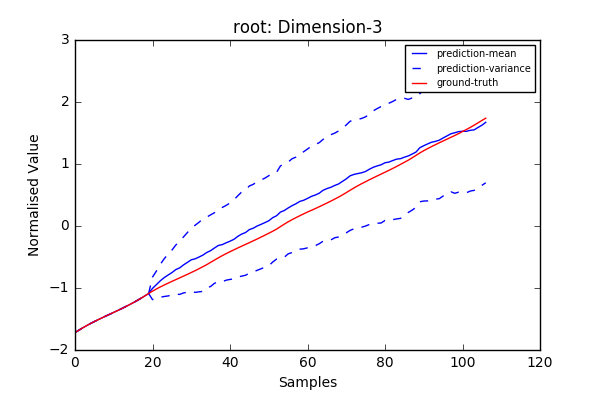 root: Dimension-3
3
2
1
0
−1
−2
Normalised Value
prediction-mean
prediction-variance
ground-truth
0 20 40 60 80 100 120
Samples